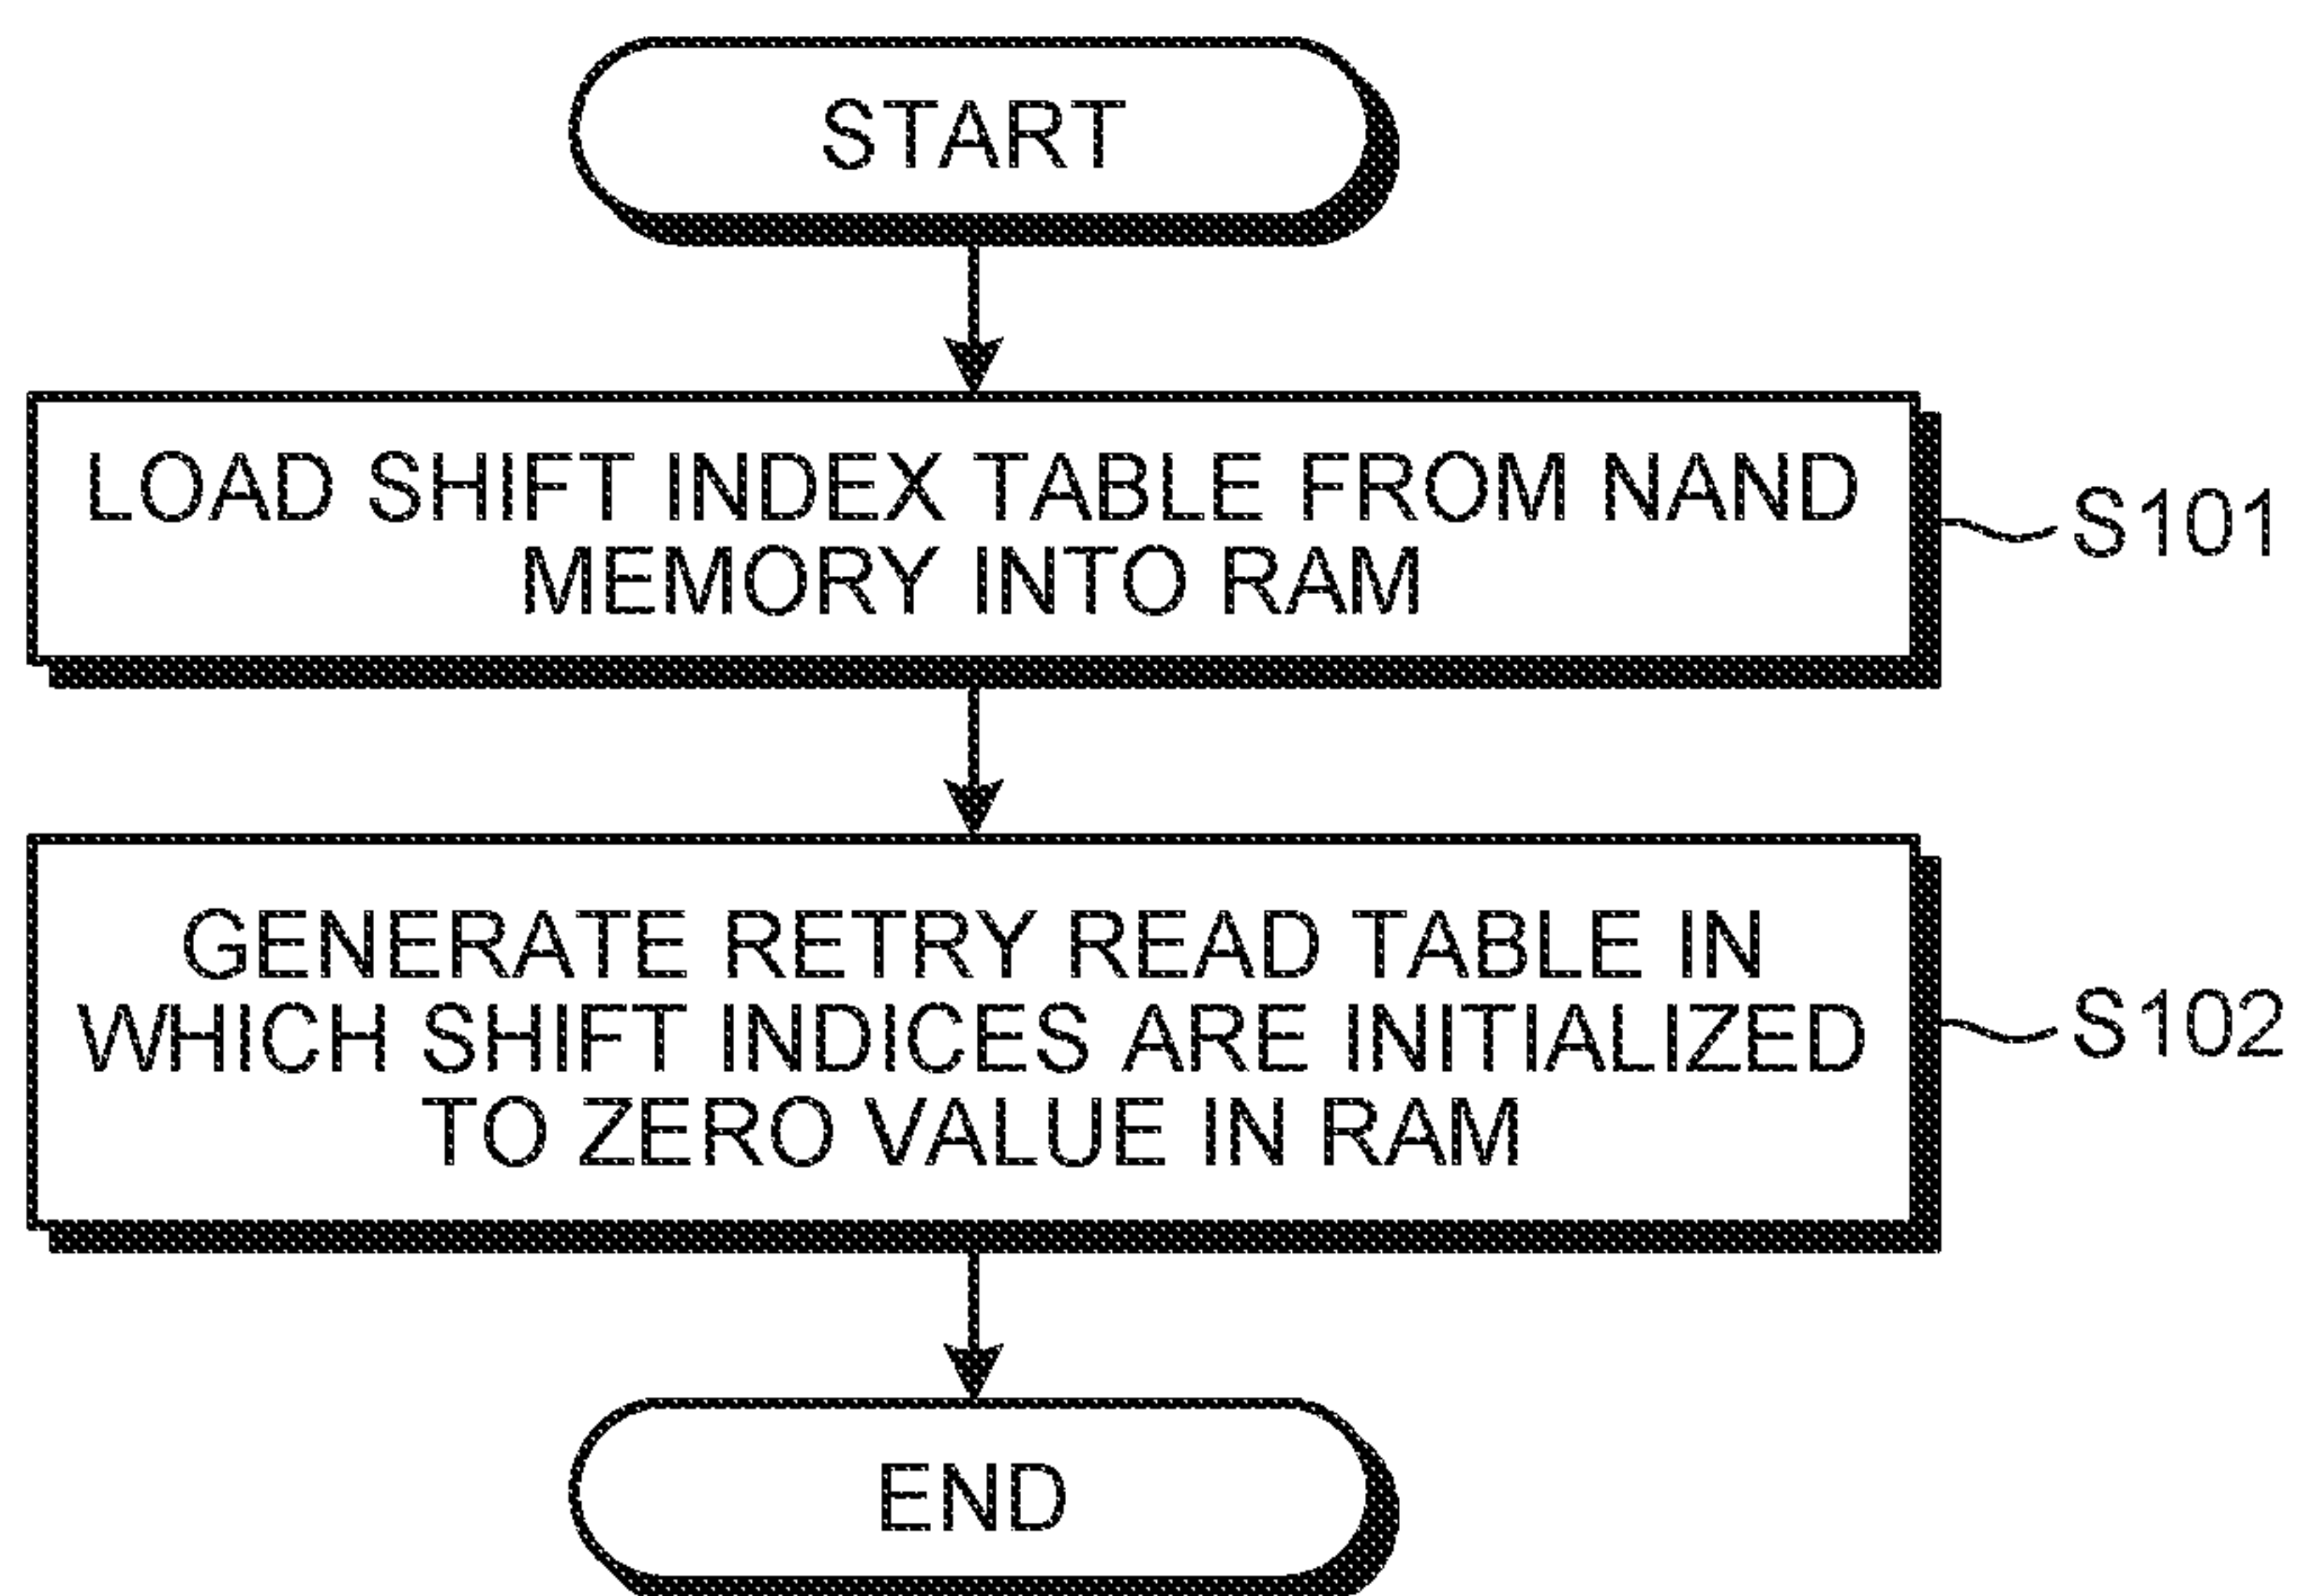 START
LOAD SHIFT INDEX TABLE FROM NAND
MEMORY INTO RAM
S101
GENERATE RETRY READ TABLE IN
WHICH SHIFT INDICES ARE INITIALIZED
TO ZERO VALUE IN RAM
S102
END